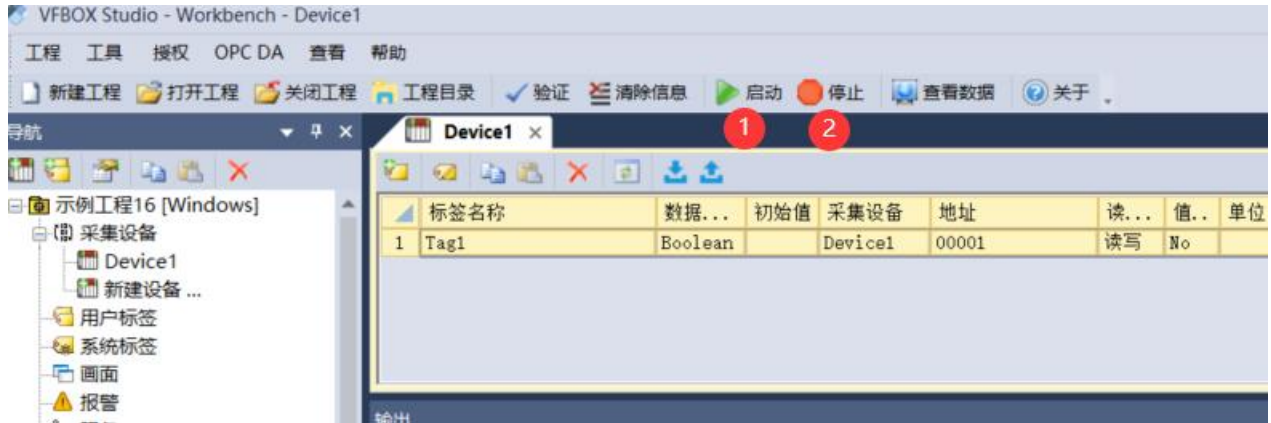 VFBOX Studio - Workbench - Device1
工程 工具 授权 OPC DA 查看 帮助
新建工程 打开工程 关闭工程 工程目录 验证 清除信息 启动 停止 查看数据 关于
导航
Device1
1 2
示例工程16 [Windows]
采集设备
Device1
新建设备 ...
用户标签
系统标签
画面
报警
标签名称 数据... 初始值 采集设备 地址 读... 值.. 单位
1 Tag1 Boolean Device1 00001 读写 No
输出